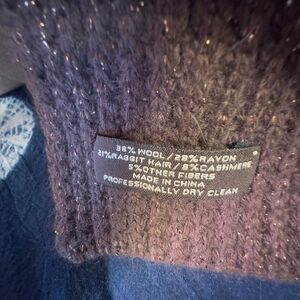 38% WOOL / 28% RAYON
21% RABBIT HAIR / 8% CASHMERE
5% OTHER FIBERS
MADE IN CHINA
PROFESSIONALLY DRY CLEAN